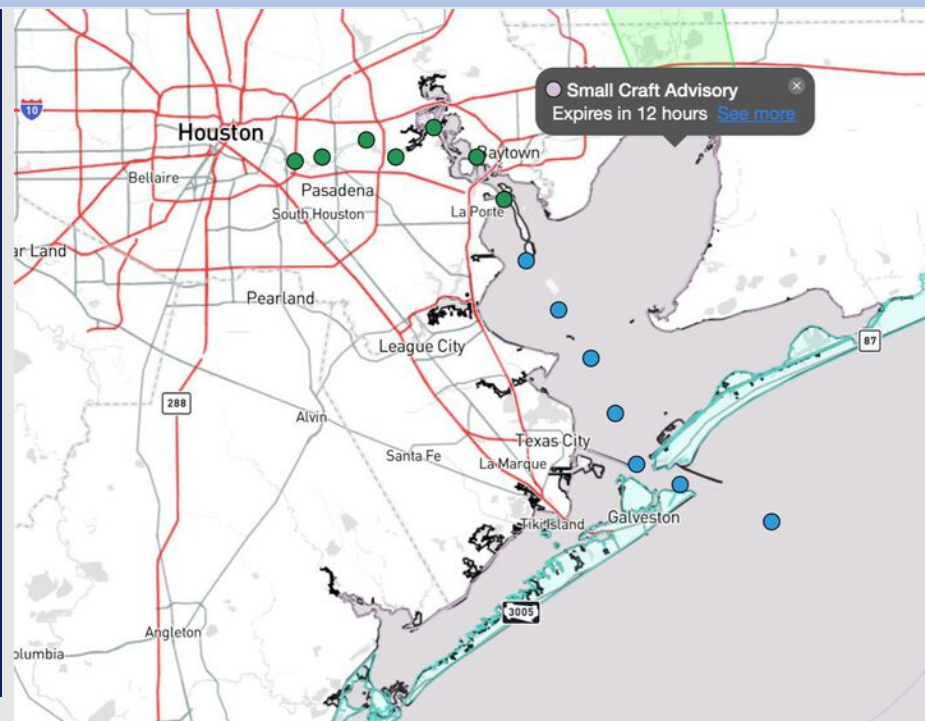 Small Craft Advisory
Expires in 12 hours See more
10
Houston
Baytown
Bellaire
Pasadena
South Houston
La Porte
ar Land
Pearland
League City
87
288
Alvin
Texas City
Santa Fe
La Marque
Galveston
Tiki Island
3005
Angleton
olumbia